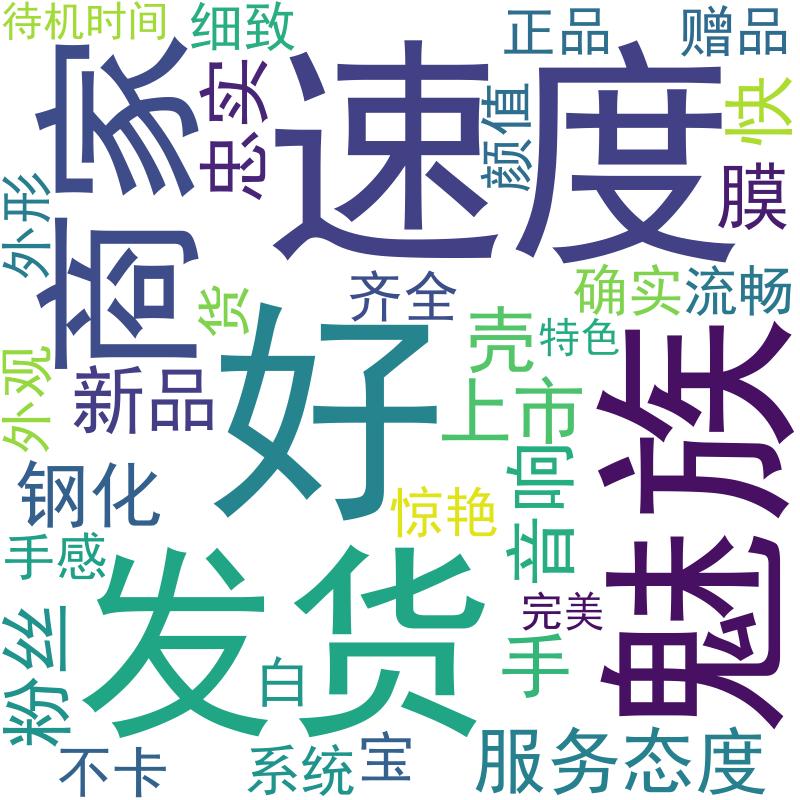 待机时间
细致
正品
赠品
商家
忠实
速度
颜值
快
膜
外形
货
齐全
确实
流畅
外观
新品
好
壳
特色
上市
魅族
钢化
惊艳
音响
手感
发货
完美
粉丝
白
手
不卡
系统
宝
服务态度